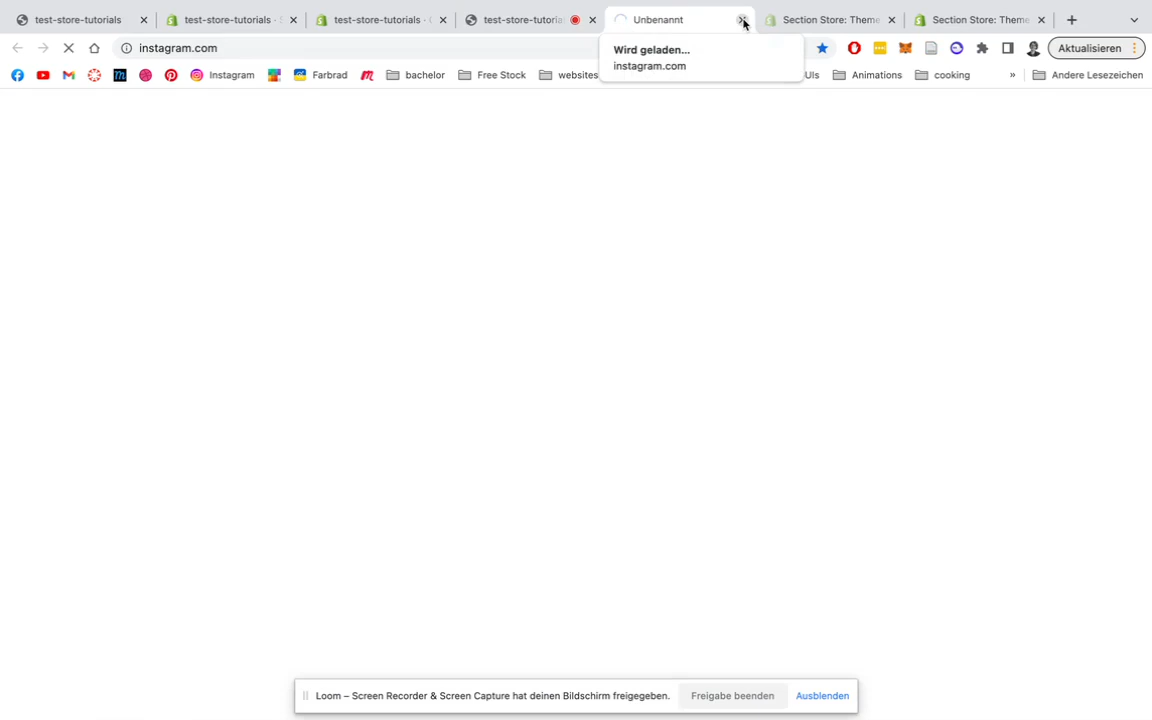 test-store-tutorials
test-store-tutorials · S
test-store-tutorials ·
test-store-tutoria
Unbenannt
Section Store: Theme
Section Store: Theme
instagram.com
Wird geladen...
instagram.com
Aktualisieren
Instagram
Farbrad
bachelor
Free Stock
websites
UIs
Animations
cooking
»
Andere Lesezeichen
Loom – Screen Recorder & Screen Capture hat deinen Bildschirm freigegeben.
Freigabe beenden
Ausblenden